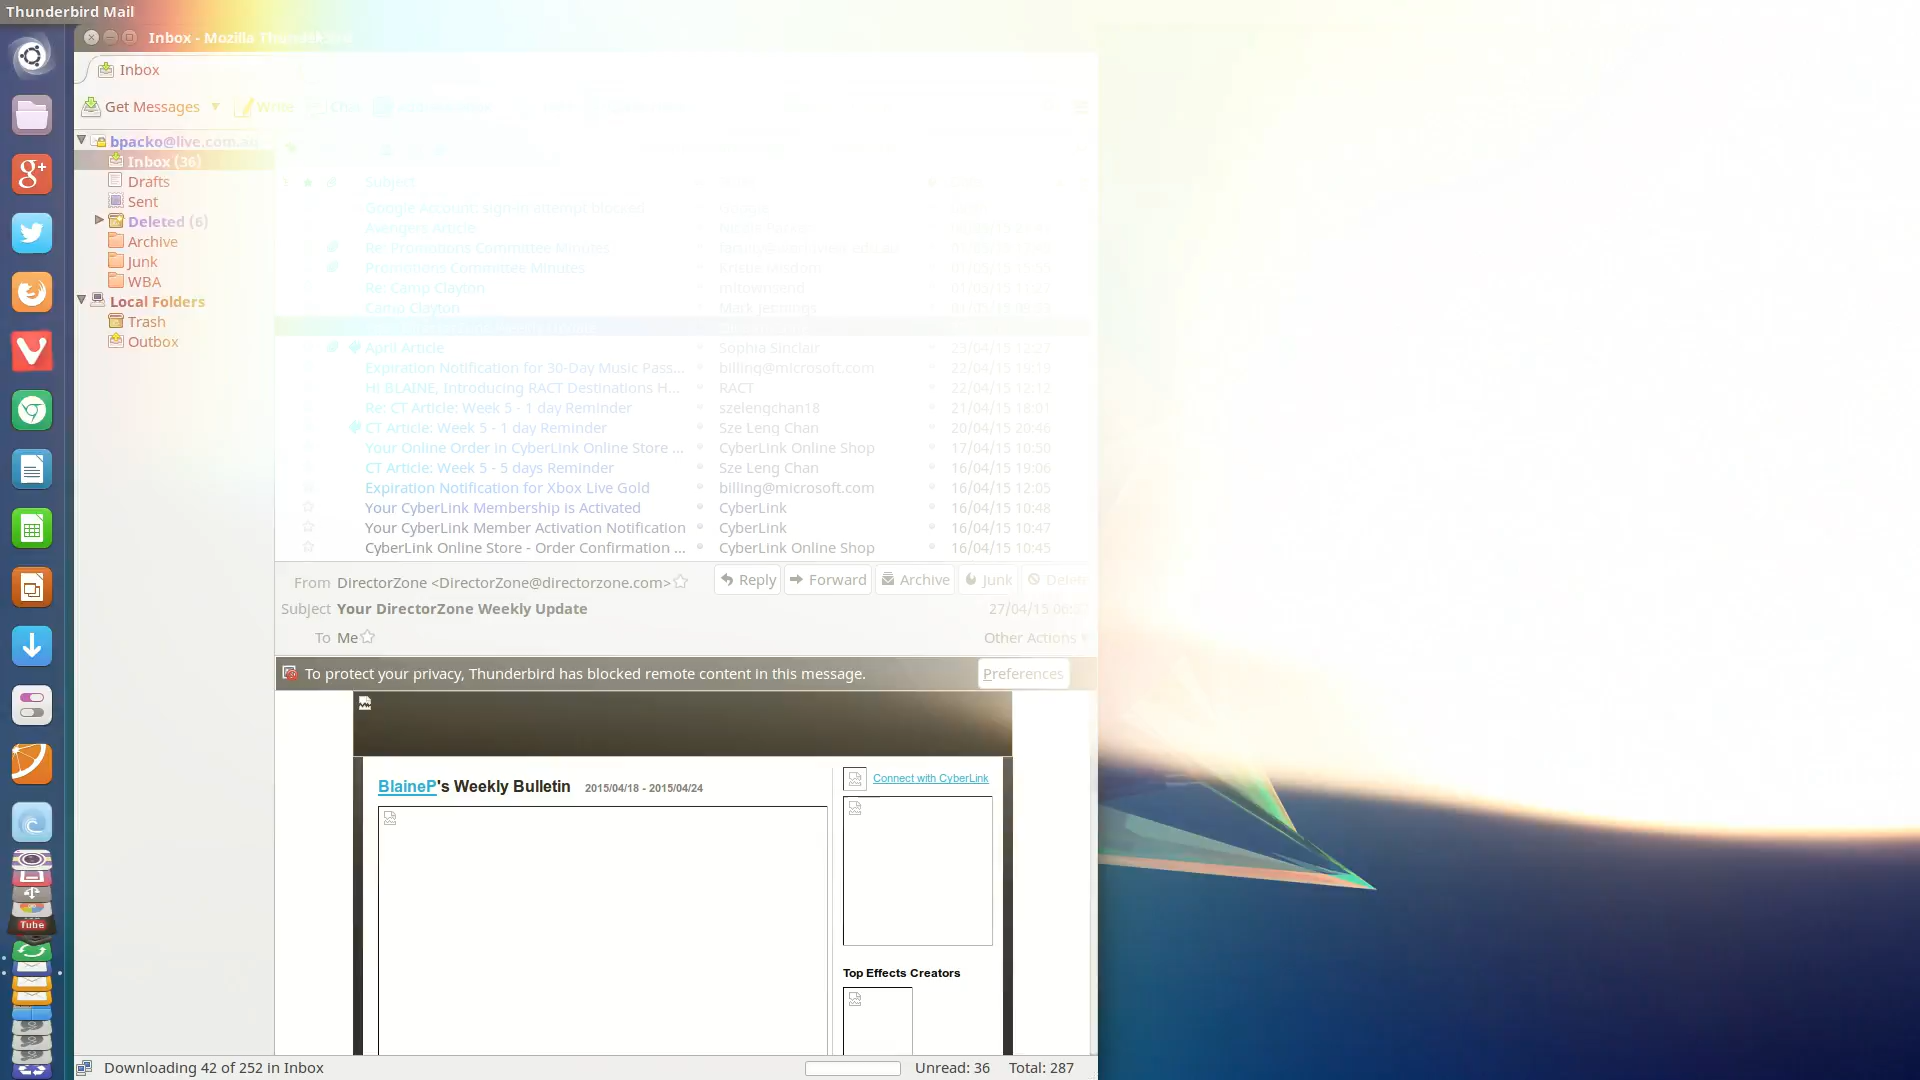 Thunderbird Mail
Inbox - Mozilla
Inbox
Get Messages
Write
Chat
bpacko@live.com.au
Inbox (36)
Drafts
Sent
Deleted (6)
Archive
Junk
WBA
Local Folders
Trash
Outbox
Subject
Google Account: sign-in attempt blocked
Avengers Article
Re: Promotions Committee Minutes
Promotions Committee Minutes
Re: Camp Clayton mltownsend
Camp Clayton Mark Jennings
April Article Sophia Sinclair 23/04/15 12:27
Expiration Notification for 30-Day Music Pass... billing@microsoft.com 22/04/15 19:19
Hi BLAINE, Introducing RACT Destinations H... RACT 22/04/15 12:12
Re: CT Article: Week 5 - 1 day Reminder szelengchan18 21/04/15 18:01
CT Article: Week 5 - 1 day Reminder Sze Leng Chan 20/04/15 20:46
Your Online Order in CyberLink Online Store ... CyberLink Online Shop 17/04/15 10:50
CT Article: Week 5 - 5 days Reminder Sze Leng Chan 16/04/15 19:06
Expiration Notification for Xbox Live Gold billing@microsoft.com 16/04/15 12:05
Your CyberLink Membership is Activated CyberLink 16/04/15 10:48
Your CyberLink Member Activation Notification CyberLink 16/04/15 10:47
CyberLink Online Store - Order Confirmation ... CyberLink Online Shop 16/04/15 10:45
From DirectorZone <DirectorZone@directorzone.com> Reply Forward Archive Junk Delete
Subject Your DirectorZone Weekly Update 27/04/15
To Me Other Actions
To protect your privacy, Thunderbird has blocked remote content in this message. Preferences
BlaineP's Weekly Bulletin 2015/04/18 - 2015/04/24
Connect with CyberLink
Top Effects Creators
Tube
Downloading 42 of 252 in Inbox Unread: 36 Total: 287